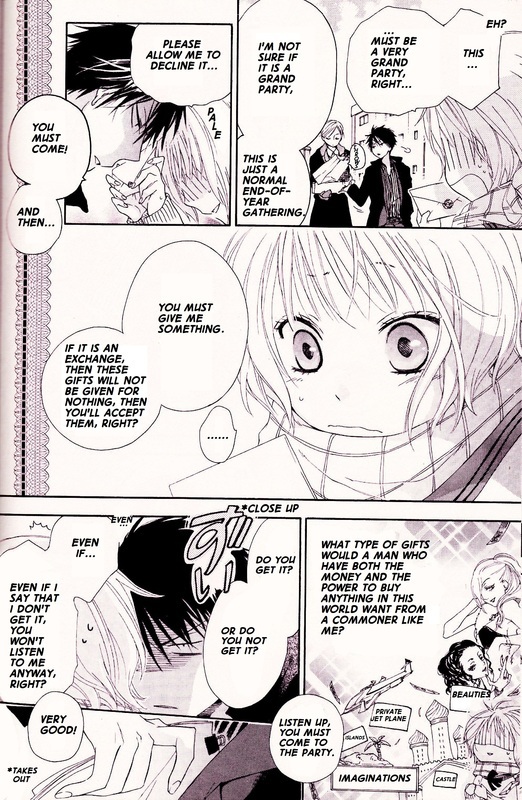 EH?
THIS
...
...
MUST BE
A VERY
GRAND
PARTY,
RIGHT...
I'M NOT
SURE IF
IT IS A
GRAND
PARTY,
THIS IS
JUST A
NORMAL
END-OF-
YEAR
GATHERING.
PLEASE
ALLOW ME TO
DECLINE IT...
PALE
YOU
MUST
COME!
AND
THEN...
YOU MUST
GIVE ME
SOMETHING.
IF IT IS AN
EXCHANGE,
THEN THESE
GIFTS WILL NOT
BE GIVEN FOR
NOTHING, THEN
YOU'LL ACCEPT
THEM, RIGHT?
......
WHAT TYPE OF GIFTS
WOULD A MAN WHO
HAVE BOTH THE
MONEY AND THE
POWER TO BUY
ANYTHING IN THIS
WORLD WANT FROM
A COMMONER LIKE
ME?
BEAUTIES
PRIVATE
JET PLANE
ISLANDS
CASTLE
IMAGINATIONS
*CLOSE UP
ずい
DO YOU
GET IT?
OR DO
YOU NOT
GET IT?
EVEN
...
EVEN
IF...
EVEN IF I
SAY THAT
I DON'T
GET IT,
YOU
WON'T
LISTEN
TO ME
ANYWAY,
RIGHT?
LISTEN UP,
YOU MUST
COME TO
THE PARTY.
VERY
GOOD!
*TAKES
OUT